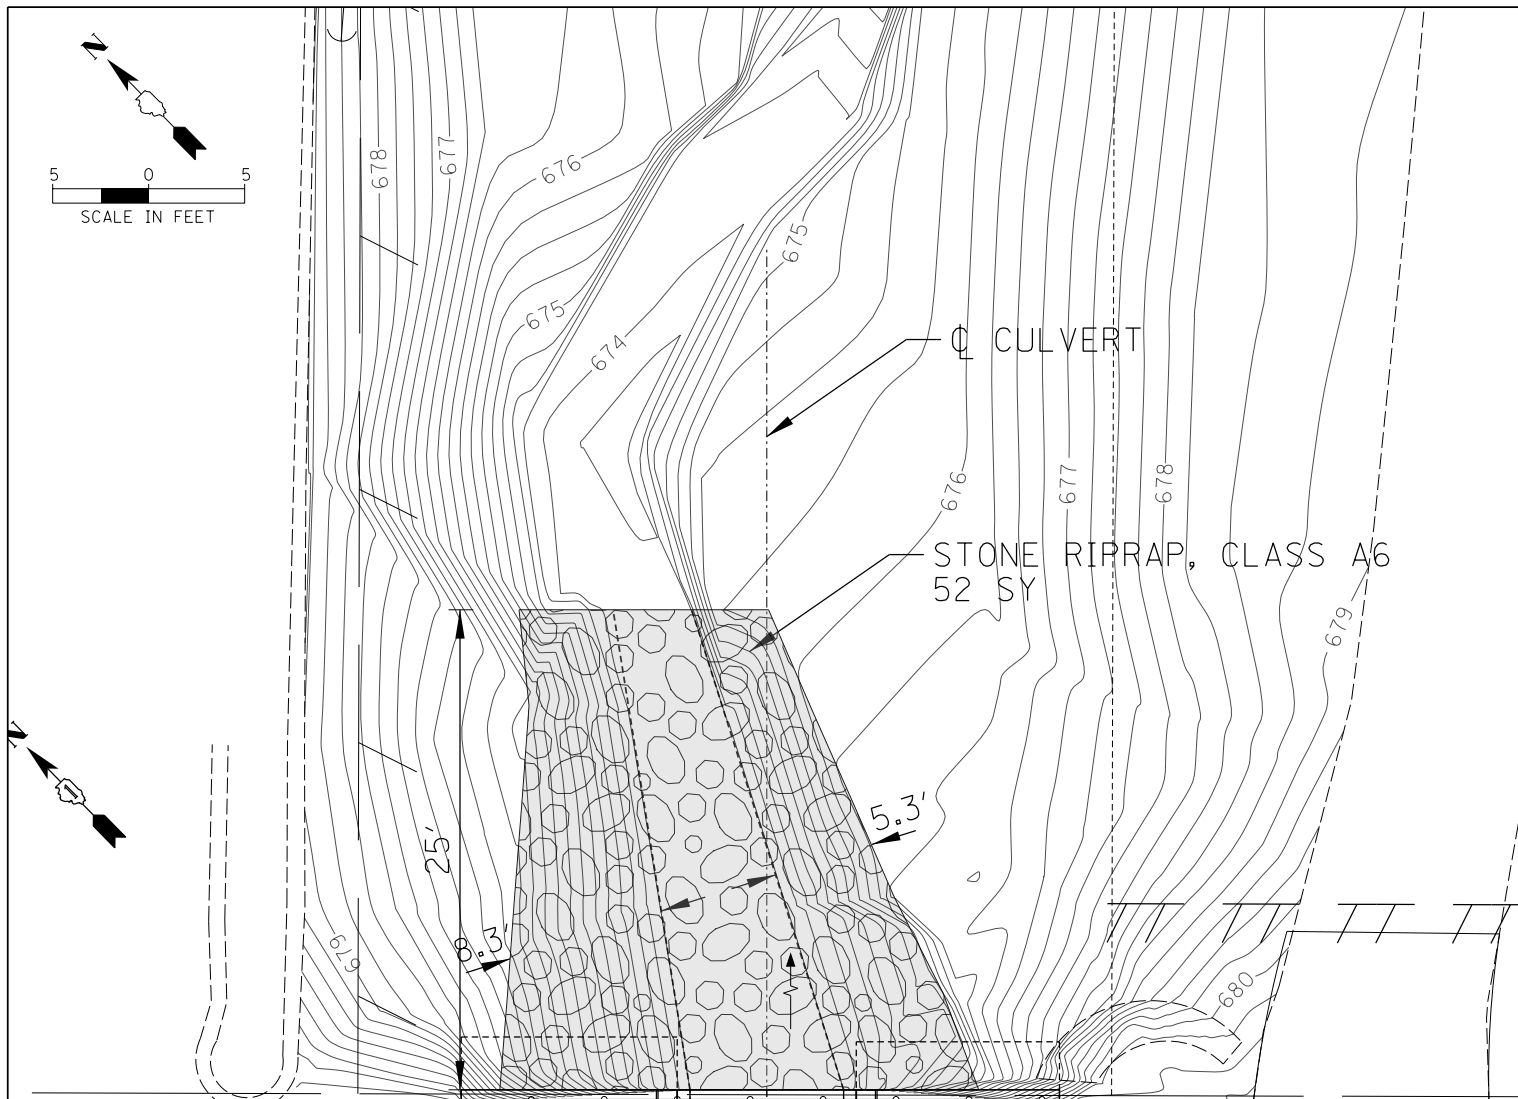 N
678
677
676
5 0 5
SCALE IN FEET
675
675
674
℄ CULVERT
676
677
678
STONE RIPRAP, CLASS A6
52 SY
679
N
25'
5.3'
8.3'
679
680